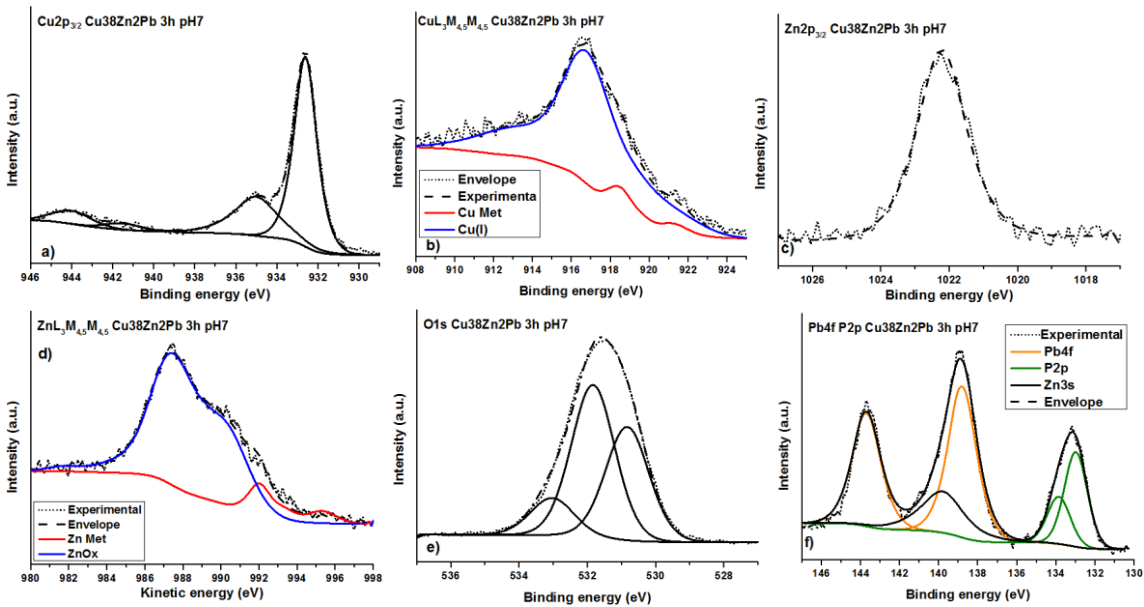 a) Cu2p3/2 Cu38Zn2Pb 3h pH7
Intensity (a.u.)
946 944 942 940 938 936 934 932 930
Binding energy (eV)
CuL3M4,5M4,5 Cu38Zn2Pb 3h pH7
Intensity (a.u.)
Envelope
Experimenta
Cu Met
Cu(I)
b)
908 910 912 914 916 918 920 922 924
Binding energy (eV)
Zn2p3/2 Cu38Zn2Pb 3h pH7
Intensity (a.u.)
c)
1026 1024 1022 1020 1018
Binding energy (eV)
ZnL3M4,5M4,5 Cu38Zn2Pb 3h pH7
d)
Intensity (a.u.)
Experimental
Envelope
Zn Met
ZnOx
980 982 984 986 988 990 992 994 996 998
Kinetic energy (eV)
O1s Cu38Zn2Pb 3h pH7
Intensity (a.u.)
e)
536 533 530 527
Binding energy (eV)
Pb4f P2p Cu38Zn2Pb 3h pH7
Intensity (a.u.)
Experimental
Pb4f
P2p
Zn3s
Envelope
f)
146 144 142 140 138 136 134 132 130
Binding energy (eV)